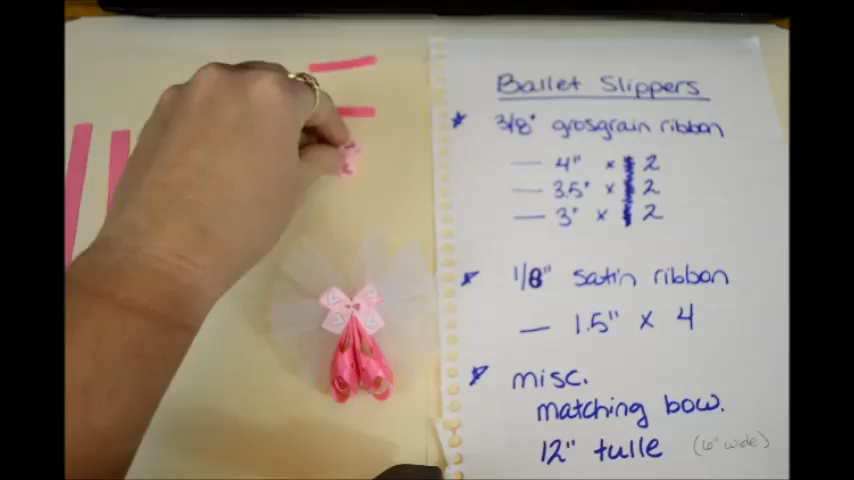 Ballet Slippers
* 3/8" grosgrain ribbon
— 4" x 2
— 3.5" x 2
— 3" x 2
* 1/8" satin ribbon
— 1.5" x 4
* misc.
matching bow.
12" tulle (6" wide)